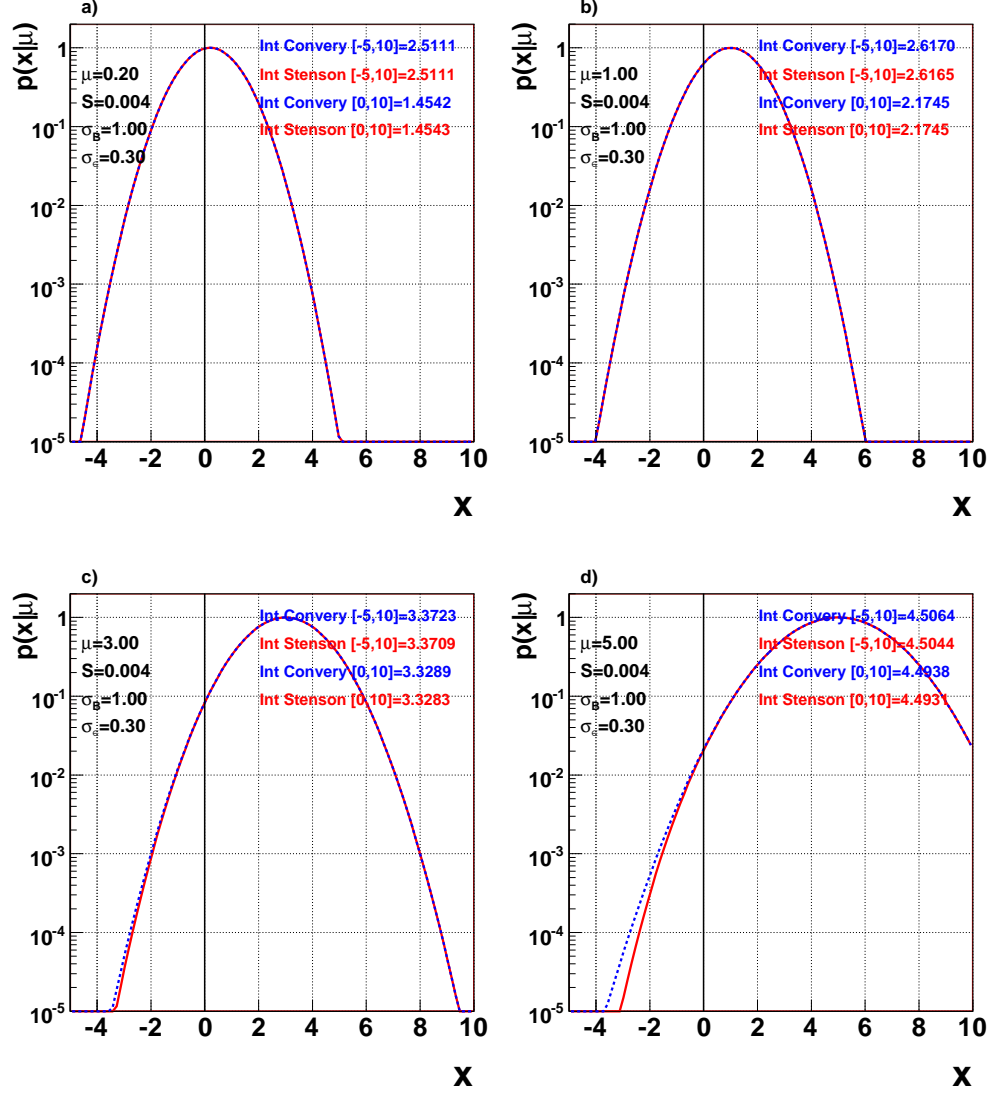 a)
p(x|μ)
μ=0.20
S=0.004
σB=1.00
σϵ=0.30
Int Convery [-5,10]=2.5111
Int Stenson [-5,10]=2.5111
Int Convery [0,10]=1.4542
Int Stenson [0,10]=1.4543
1
10-1
10-2
10-3
10-4
10-5
-4 -2 0 2 4 6 8 10
x
b)
p(x|μ)
μ=1.00
S=0.004
σB=1.00
σϵ=0.30
Int Convery [-5,10]=2.6170
Int Stenson [-5,10]=2.6165
Int Convery [0,10]=2.1745
Int Stenson [0,10]=2.1745
1
10-1
10-2
10-3
10-4
10-5
-4 -2 0 2 4 6 8 10
x
c)
p(x|μ)
μ=3.00
S=0.004
σB=1.00
σϵ=0.30
Int Convery [-5,10]=3.3723
Int Stenson [-5,10]=3.3709
Int Convery [0,10]=3.3289
Int Stenson [0,10]=3.3283
1
10-1
10-2
10-3
10-4
10-5
-4 -2 0 2 4 6 8 10
x
d)
p(x|μ)
μ=5.00
S=0.004
σB=1.00
σϵ=0.30
Int Convery [-5,10]=4.5064
Int Stenson [-5,10]=4.5044
Int Convery [0,10]=4.4938
Int Stenson [0,10]=4.4931
1
10-1
10-2
10-3
10-4
10-5
-4 -2 0 2 4 6 8 10
x